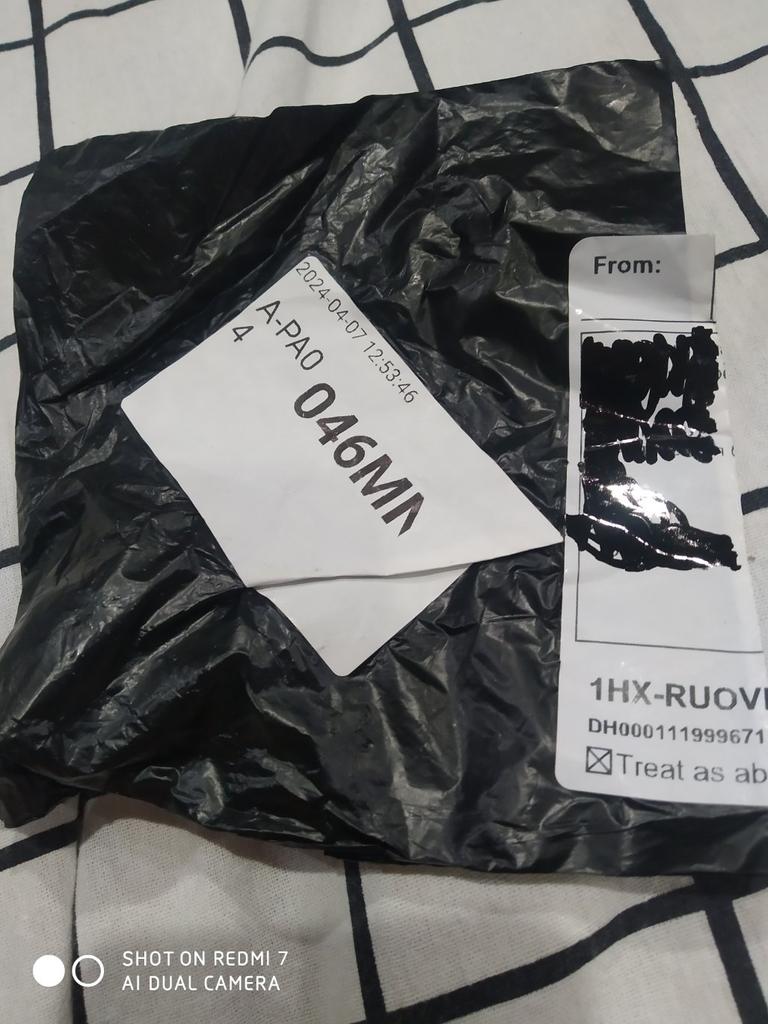 2024-04-07 12:53:46
A-PA0
4
046MN
From:
1HX-RUOV
DH000111999671
Treat as ab
SHOT ON REDMI 7
AI DUAL CAMERA